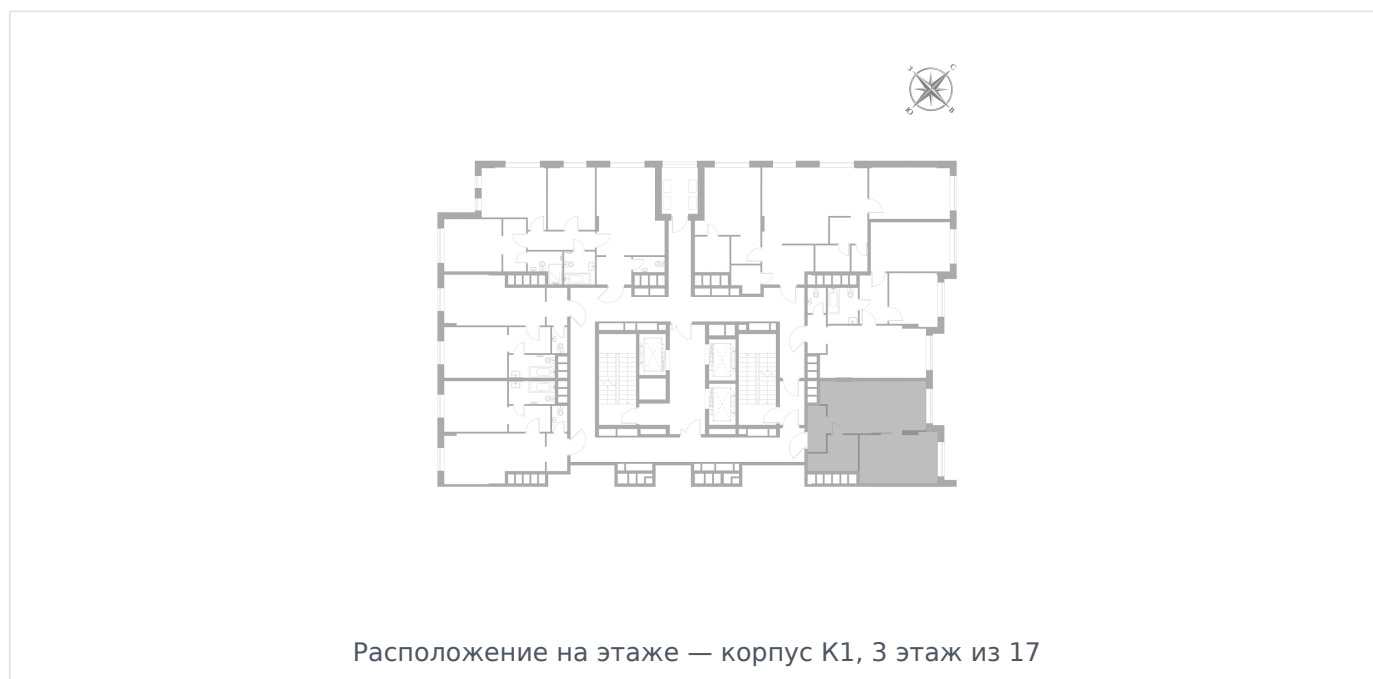 З С
Ю В
Расположение на этаже — корпус К1, 3 этаж из 17